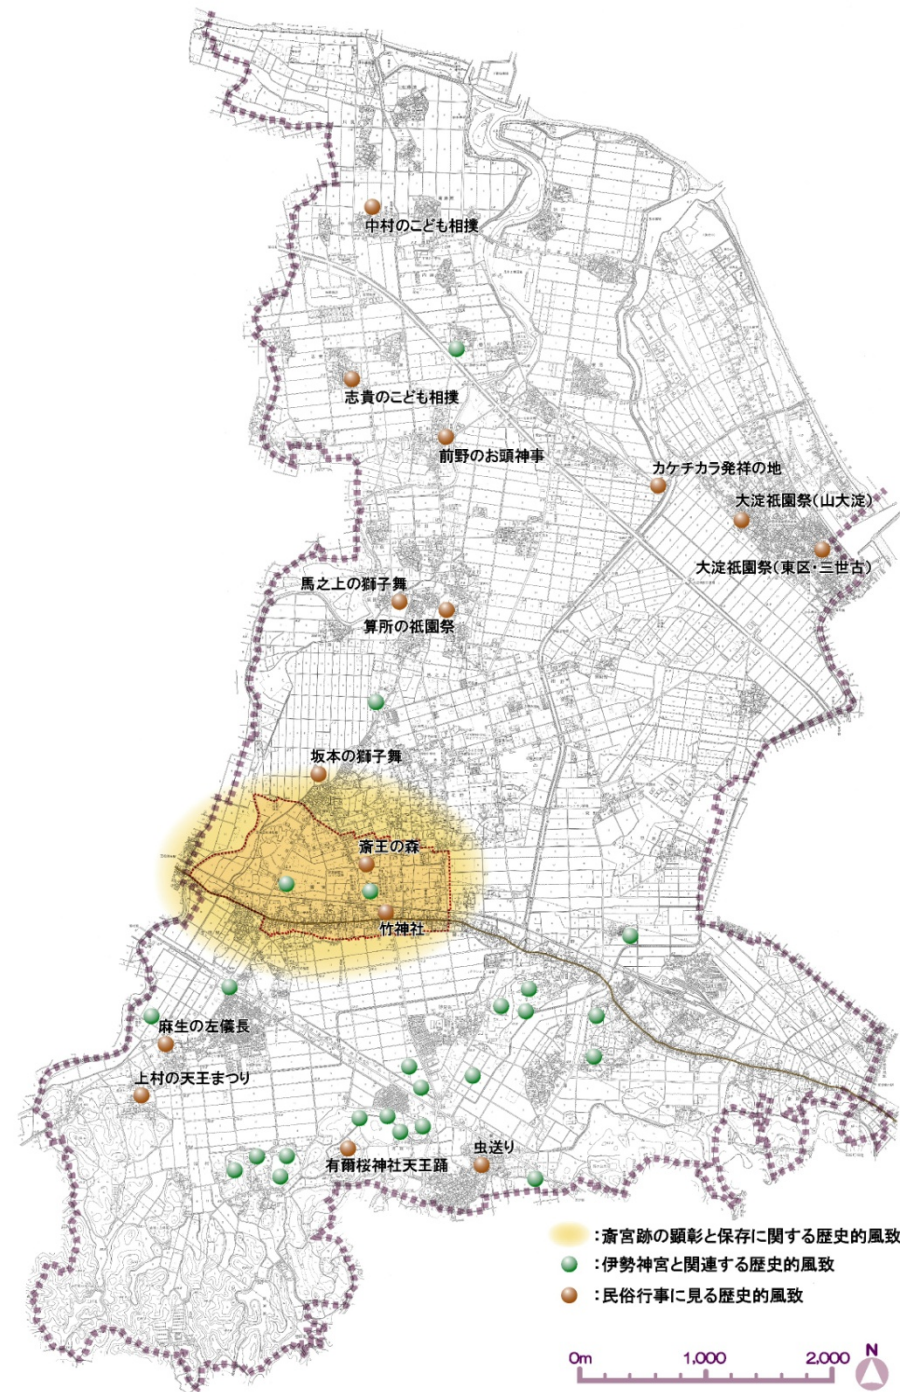 中村のこども相撲
志貴のこども相撲
前野のお頭神事
カケチカラ発祥の地
大淀祇園祭(山大淀)
大淀祇園祭(東区・三世古)
馬之上の獅子舞
算所の祇園祭
坂本の獅子舞
斎王の森
竹神社
麻生の左儀長
上村の天王まつり
有爾桜神社天王踊
虫送り
:斎宮跡の顕彰と保存に関する歴史的風致
:伊勢神宮と関連する歴史的風致
:民俗行事に見る歴史的風致
0m 1,000 2,000 N